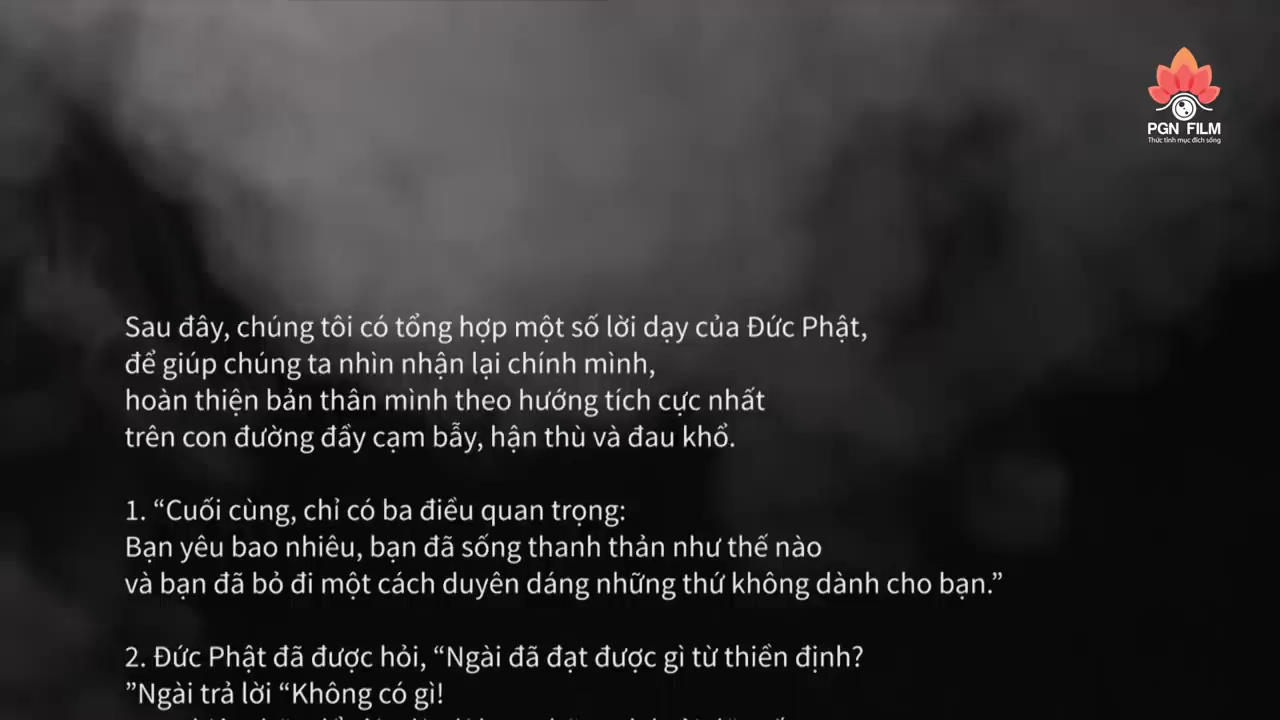 PGN FILM
Thức tỉnh mục đích sống
Sau đây, chúng tôi có tổng hợp một số lời dạy của Đức Phật,
để giúp chúng ta nhìn nhận lại chính mình,
hoàn thiện bản thân mình theo hướng tích cực nhất
trên con đường đầy cạm bẫy, hận thù và đau khổ.
1. “Cuối cùng, chỉ có ba điều quan trọng:
Bạn yêu bao nhiêu, bạn đã sống thanh thản như thế nào
và bạn đã bỏ đi một cách duyên dáng những thứ không dành cho bạn.”
2. Đức Phật đã được hỏi, “Ngài đã đạt được gì từ thiền định?
”Ngài trả lời “Không có gì!